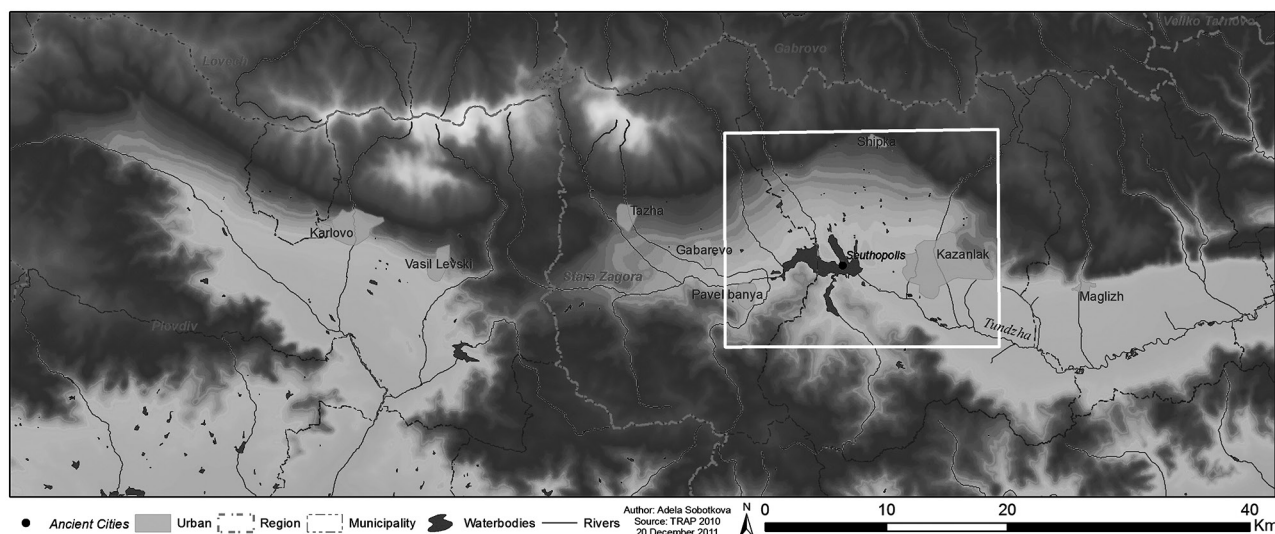 Veliko Tarnovo
Gabrovo
Lovech
Shipka
Tazha
Karlovo
Gabarevo
Seuthopolis
Kazanlak
Vasil Levski
Stara Zagora
Pavel banya
Maglizh
Plovdiv
Tundzha
Ancient Cities
Urban
Region
Municipality
Waterbodies
Rivers
Author: Adela Sobotkova
Source: TRAP 2010
20 December 2011
N
0 10 20 40
Km